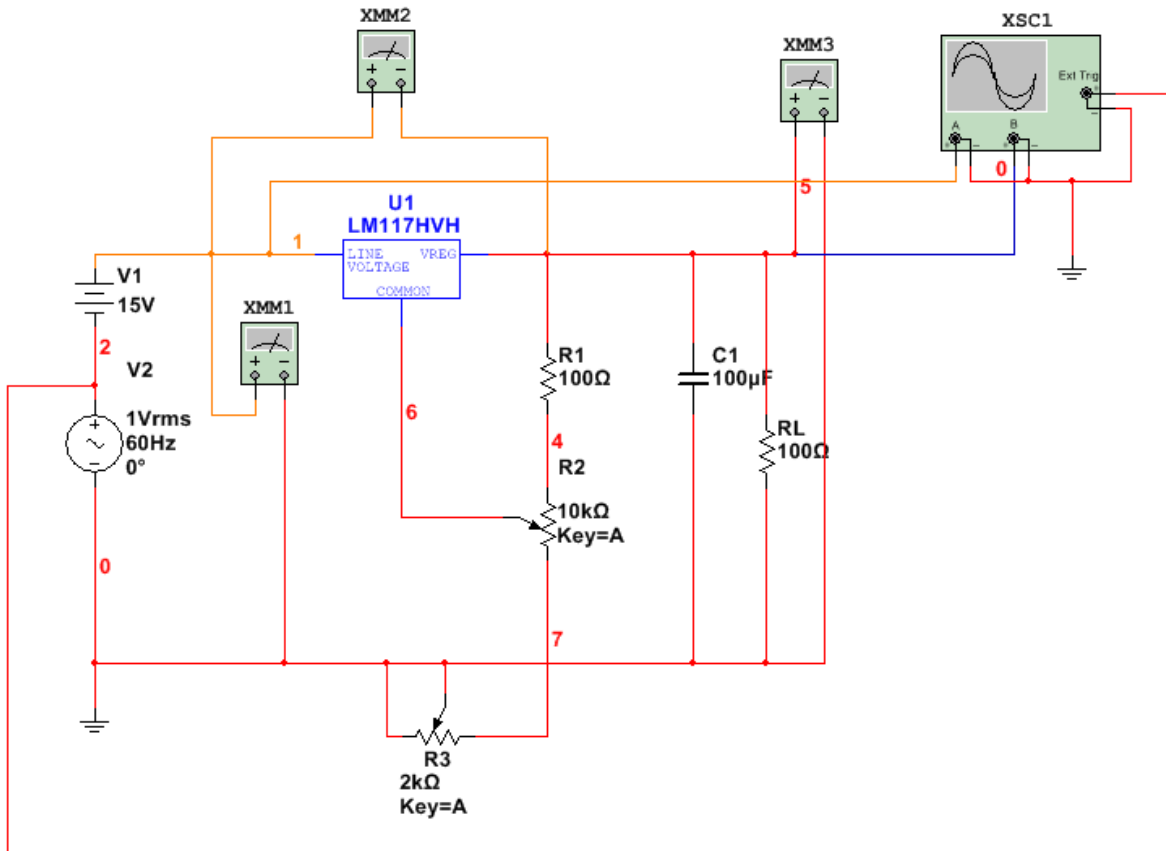 XMM2
XSC1
XMM3
Ext Trig
+
−
+
−
+
−
A
B
+
−
+
−
0
5
U1
LM117HVH
1
LINE
VOLTAGE
VREG
COMMON
V1
15V
XMM1
+
−
2
V2
R1
100Ω
C1
100µF
+
1Vrms
60Hz
0°
−
6
4
RL
100Ω
R2
10kΩ
Key=A
0
7
R3
2kΩ
Key=A